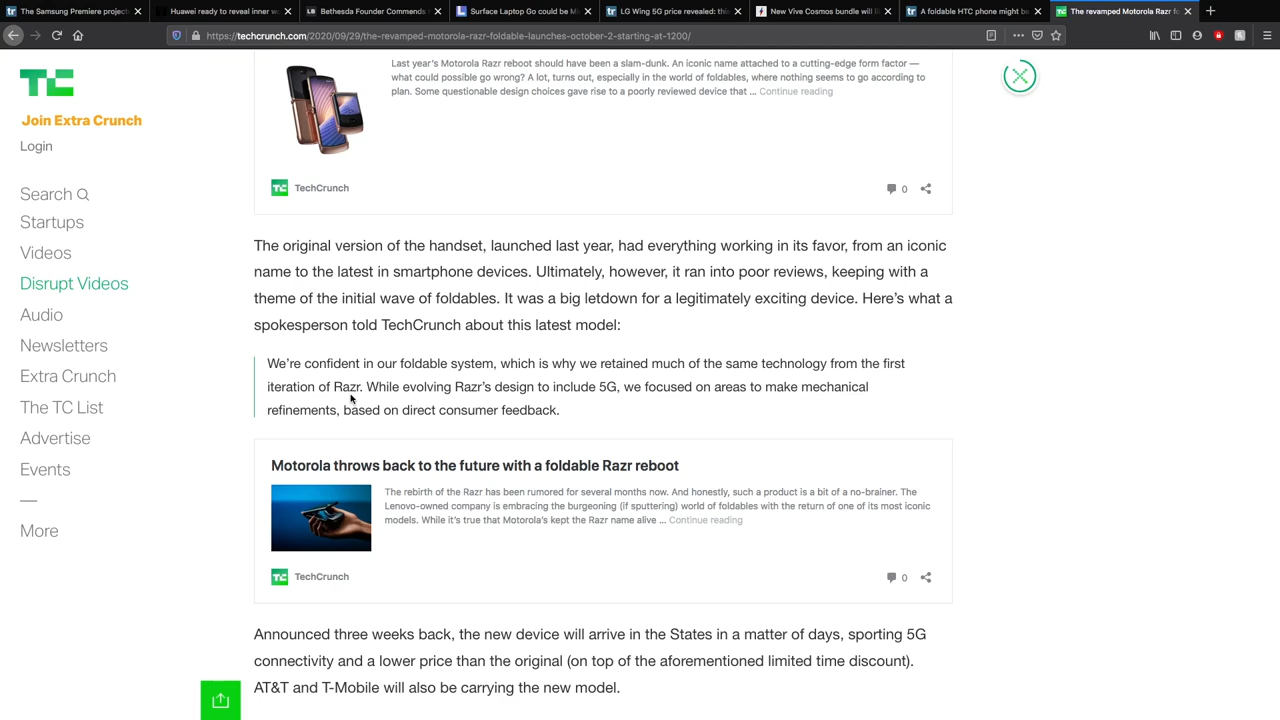 The Samsung Premiere project
Huawei ready to reveal inner w
Bethesda Founder Commends
Surface Laptop Go could be Mi
LG Wing 5G price revealed: thi
New Vive Cosmos bundle will
A foldable HTC phone might b
The revamped Motorola Razr fo
https://techcrunch.com/2020/09/29/the-revamped-motorola-razr-foldable-launches-october-2-starting-at-1200/
TC
Join Extra Crunch
Login
Search
Startups
Videos
Disrupt Videos
Audio
Newsletters
Extra Crunch
The TC List
Advertise
Events
More
Last year's Motorola Razr reboot should have been a slam-dunk. An iconic name attached to a cutting-edge form factor —
what could possible go wrong? A lot, turns out, especially in the world of foldables, where nothing seems to go according to
plan. Some questionable design choices gave rise to a poorly reviewed device that ... Continue reading
TC TechCrunch 0
The original version of the handset, launched last year, had everything working in its favor, from an iconic
name to the latest in smartphone devices. Ultimately, however, it ran into poor reviews, keeping with a
theme of the initial wave of foldables. It was a big letdown for a legitimately exciting device. Here's what a
spokesperson told TechCrunch about this latest model:
We're confident in our foldable system, which is why we retained much of the same technology from the first
iteration of Razr. While evolving Razr's design to include 5G, we focused on areas to make mechanical
refinements, based on direct consumer feedback.
Motorola throws back to the future with a foldable Razr reboot
The rebirth of the Razr has been rumored for several months now. And honestly, such a product is a bit of a no-brainer. The
Lenovo-owned company is embracing the burgeoning (if sputtering) world of foldables with the return of one of its most iconic
models. While it's true that Motorola's kept the Razr name alive ... Continue reading
TC TechCrunch 0
Announced three weeks back, the new device will arrive in the States in a matter of days, sporting 5G
connectivity and a lower price than the original (on top of the aforementioned limited time discount).
AT&T and T-Mobile will also be carrying the new model.